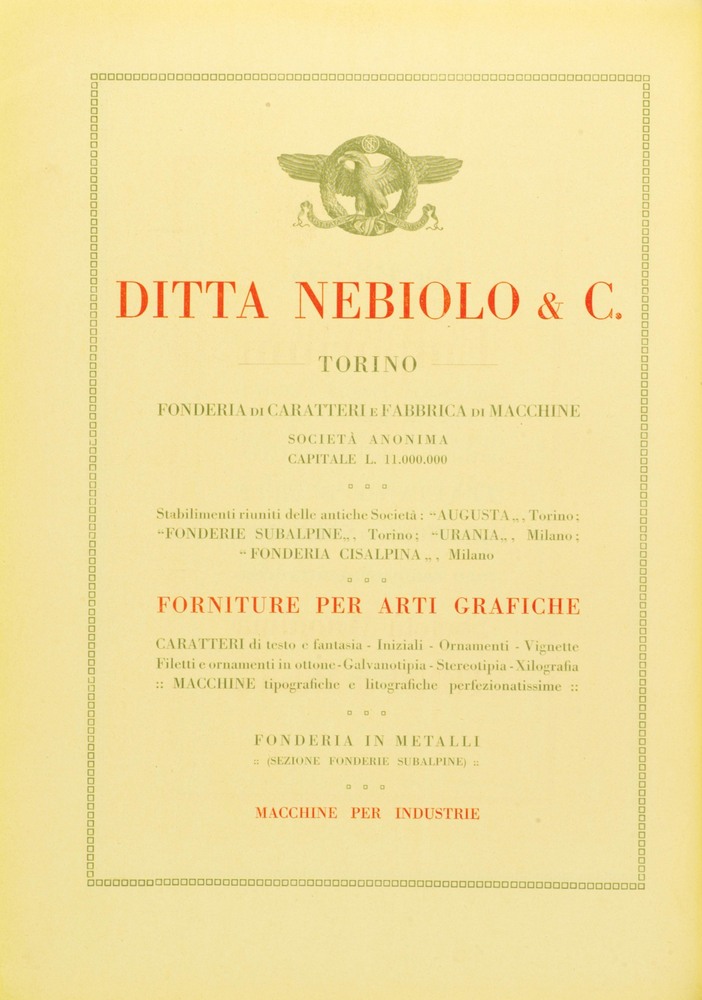 DITTA NEBIOLO & C.
TORINO
FONDERIA DI CARATTERI E FABBRICA DI MACCHINE
SOCIETÀ ANONIMA
CAPITALE L. 11.000.000
Stabilimenti riuniti delle antiche Società: “AUGUSTA„, Torino;
“FONDERIE SUBALPINE„, Torino; “URANIA„, Milano;
“FONDERIA CISALPINA„, Milano
FORNITURE PER ARTI GRAFICHE
CARATTERI di testo e fantasia - Iniziali - Ornamenti - Vignette
Filetti e ornamenti in ottone - Galvanotipia - Stereotipia - Xilografia
:: MACCHINE tipografiche e litografiche perfezionatissime ::
FONDERIA IN METALLI
:: (SEZIONE FONDERIE SUBALPINE) ::
MACCHINE PER INDUSTRIE